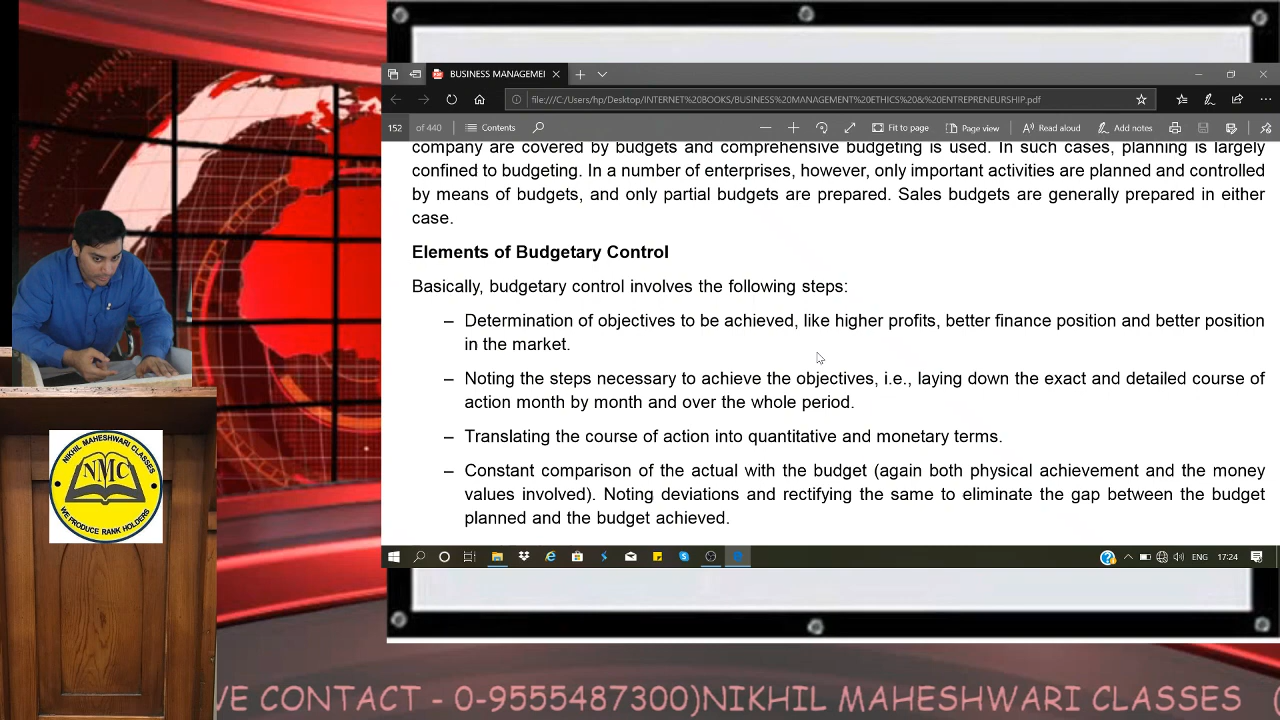 BUSINESS MANAGEMEI
file:///C:/Users/hp/Desktop/INTERNET%20BOOKS/BUSINESS%20MANAGEMENT%20ETHICS%20&%20ENTREPRENEURSHIP.pdf
152 of 440 Contents Fit to page Page view Read aloud Add notes
company are covered by budgets and comprehensive budgeting is used. In such cases, planning is largely
confined to budgeting. In a number of enterprises, however, only important activities are planned and controlled
by means of budgets, and only partial budgets are prepared. Sales budgets are generally prepared in either
case.
Elements of Budgetary Control
Basically, budgetary control involves the following steps:
– Determination of objectives to be achieved, like higher profits, better finance position and better position
in the market.
– Noting the steps necessary to achieve the objectives, i.e., laying down the exact and detailed course of
action month by month and over the whole period.
– Translating the course of action into quantitative and monetary terms.
– Constant comparison of the actual with the budget (again both physical achievement and the money
values involved). Noting deviations and rectifying the same to eliminate the gap between the budget
planned and the budget achieved.
ENG 17:24
NIKHIL MAHESHWARI CLASSES
NMC
WE PRODUCE RANK HOLDERS
VE CONTACT - 0-9555487300)NIKHIL MAHESHWARI CLASSES (